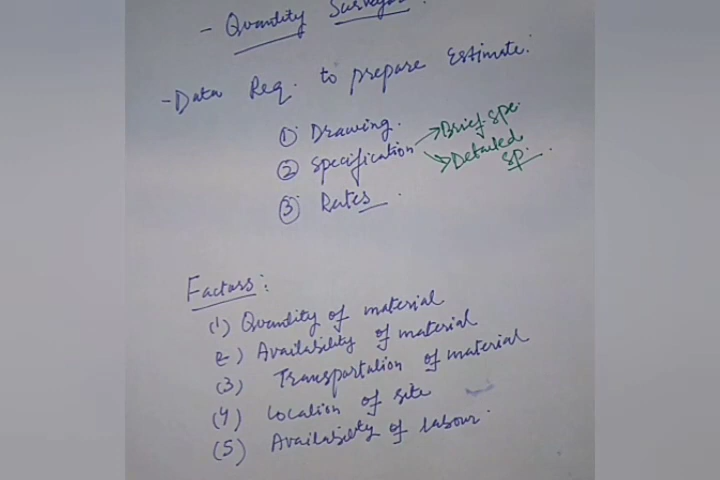 - Quantity Surveyor.
- Data Req. to prepare Estimate.
① Drawing.
② Specification → Brief. spe.
→ Detailed sp.
③ Rates.
Factors:
(1) Quantity of material
2) Availability of material
(3) Transportation of material
(4) Location of site
(5) Availability of labour.